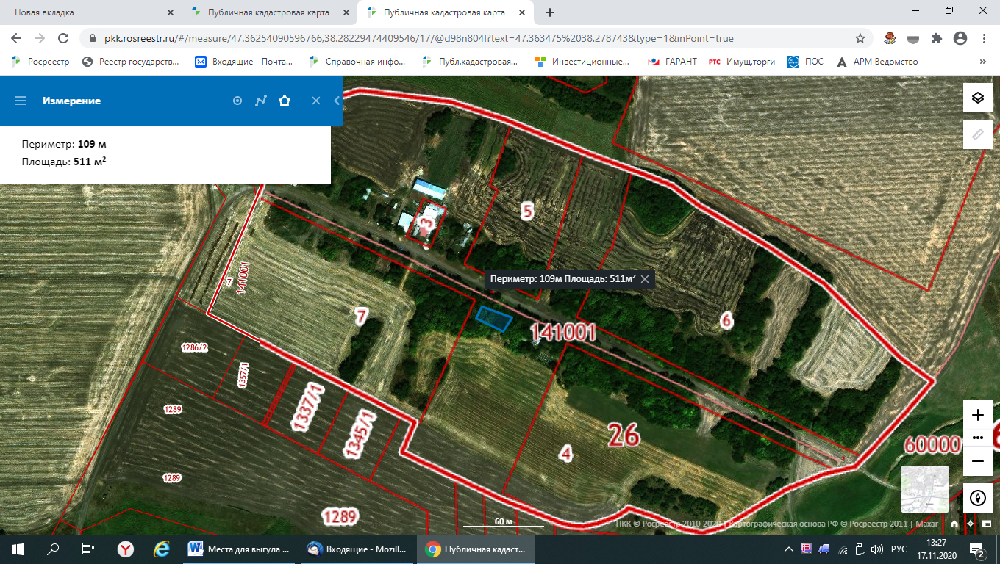 Новая вкладка
Публичная кадастровая карта
Публичная кадастровая карта
pkk.rosreestr.ru/#/measure/47.36254090596766,38.28229474409546/17/@d98n804l?text=47.363475%2038.278743&type=1&inPoint=true
Росреестр
Реестр государств...
Входящие - Почта...
Справочная инфо...
Публ.кадастровая...
Инвестиционные...
ГАРАНТ
РТС Имущ.торги
ПОС
АРМ Ведомство
»
Измерение
Периметр: 109 м
Площадь: 511 м²
3
5
Периметр: 109м Площадь: 511м²
7
141001
7
6
141001
1286/2
1357/1
1337/1
1345/1
1289
26
4
60000
1289
1289
60 м
ПКК © Росреестр 2010-2020 | Картографическая основа РФ © Росреестр 2011 | Maxar
Места для выгула ...
Входящие - Mozill...
Публичная кадаст...
РУС
13:27
17.11.2020
2